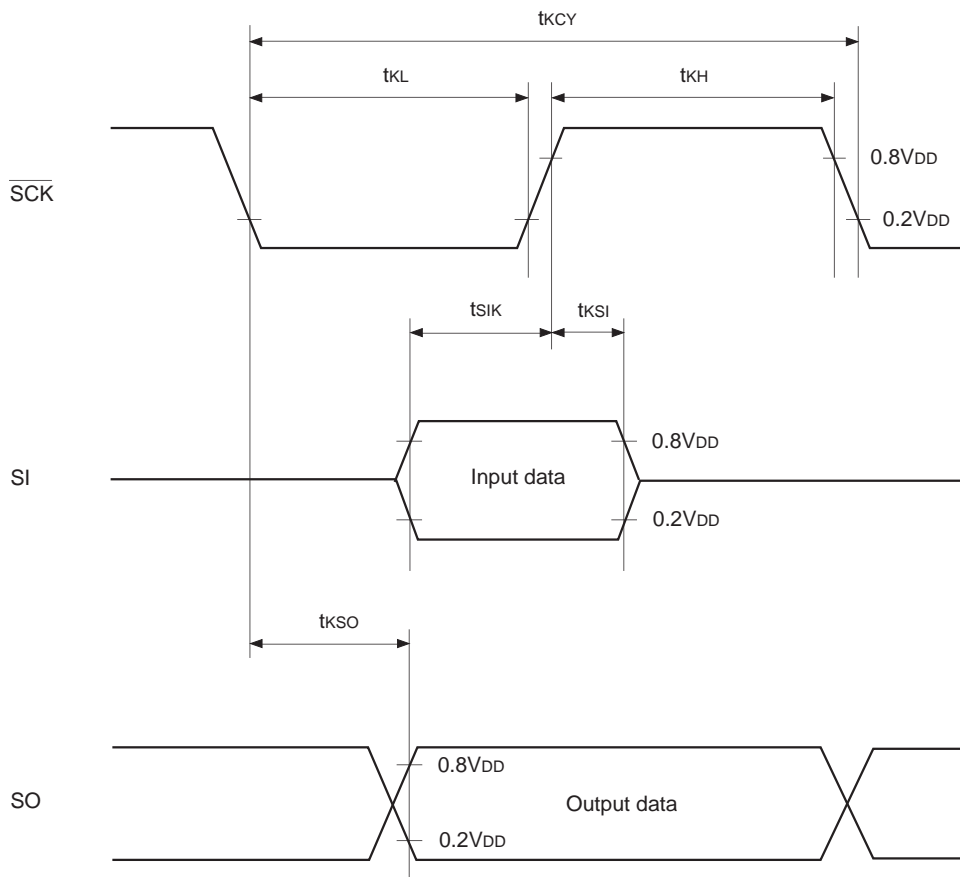 tKCY
tKL
tKH
0.8VDD
SCK
0.2VDD
tSIK
tKSI
0.8VDD
SI
Input data
0.2VDD
tKSO
0.8VDD
SO
Output data
0.2VDD